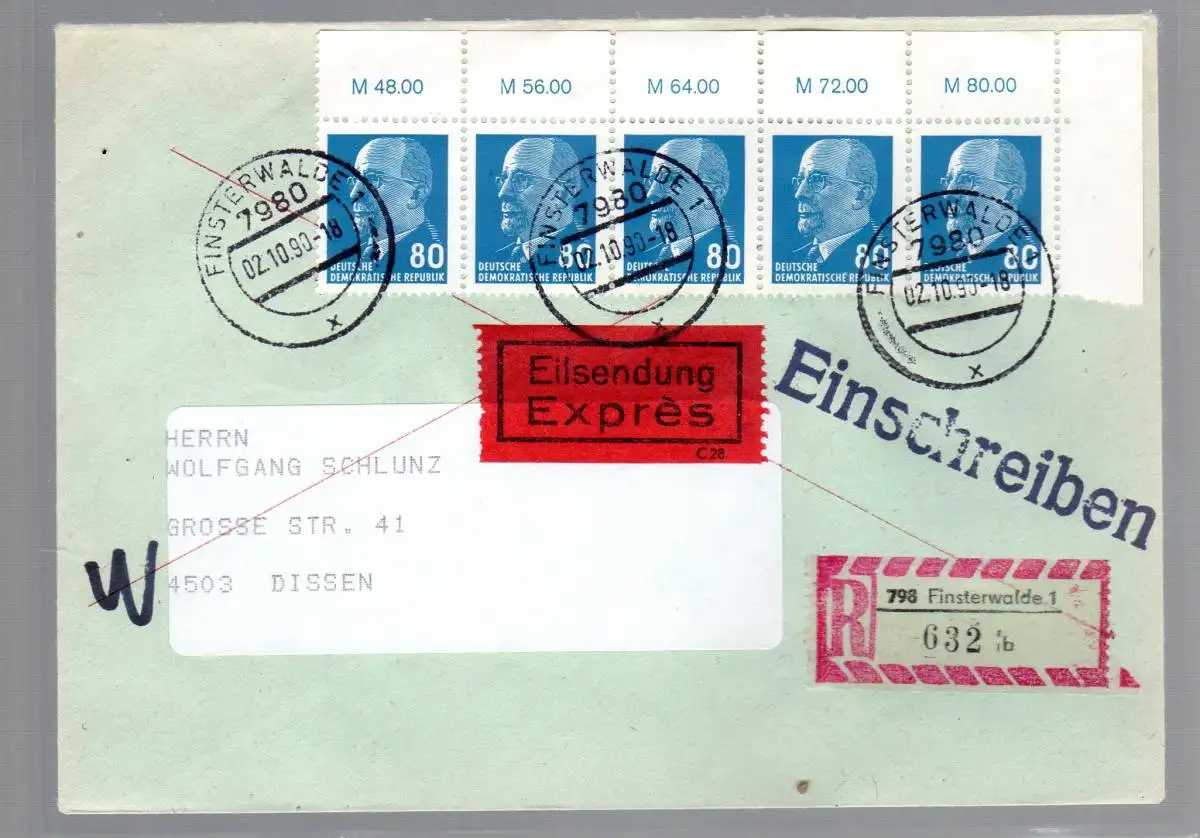 M 48.00 M 56.00 M 64.00 M 72.00 M 80.00
80 80 80 80 80
DEUTSCHE DEUTSCHE DEUTSCHE DEUTSCHE DEUTSCHE
DEMOKRATISCHE REPUBLIK DEMOKRATISCHE REPUBLIK DEMOKRATISCHE REPUBLIK DEMOKRATISCHE REPUBLIK DEMOKRATISCHE REPUBLIK
FINSTERWALDE 1
7980
02.10.90-18
x
FINSTERWALDE 1
7980
02.10.90-18
x
FINSTERWALDE
7980
02.10.90-18
x
Eilsendung
Exprès
C 28
Einschreiben
HERRN
WOLFGANG SCHLUNZ
GROSSE STR. 41
4503 DISSEN
W
R
798 Finsterwalde 1
632 fb